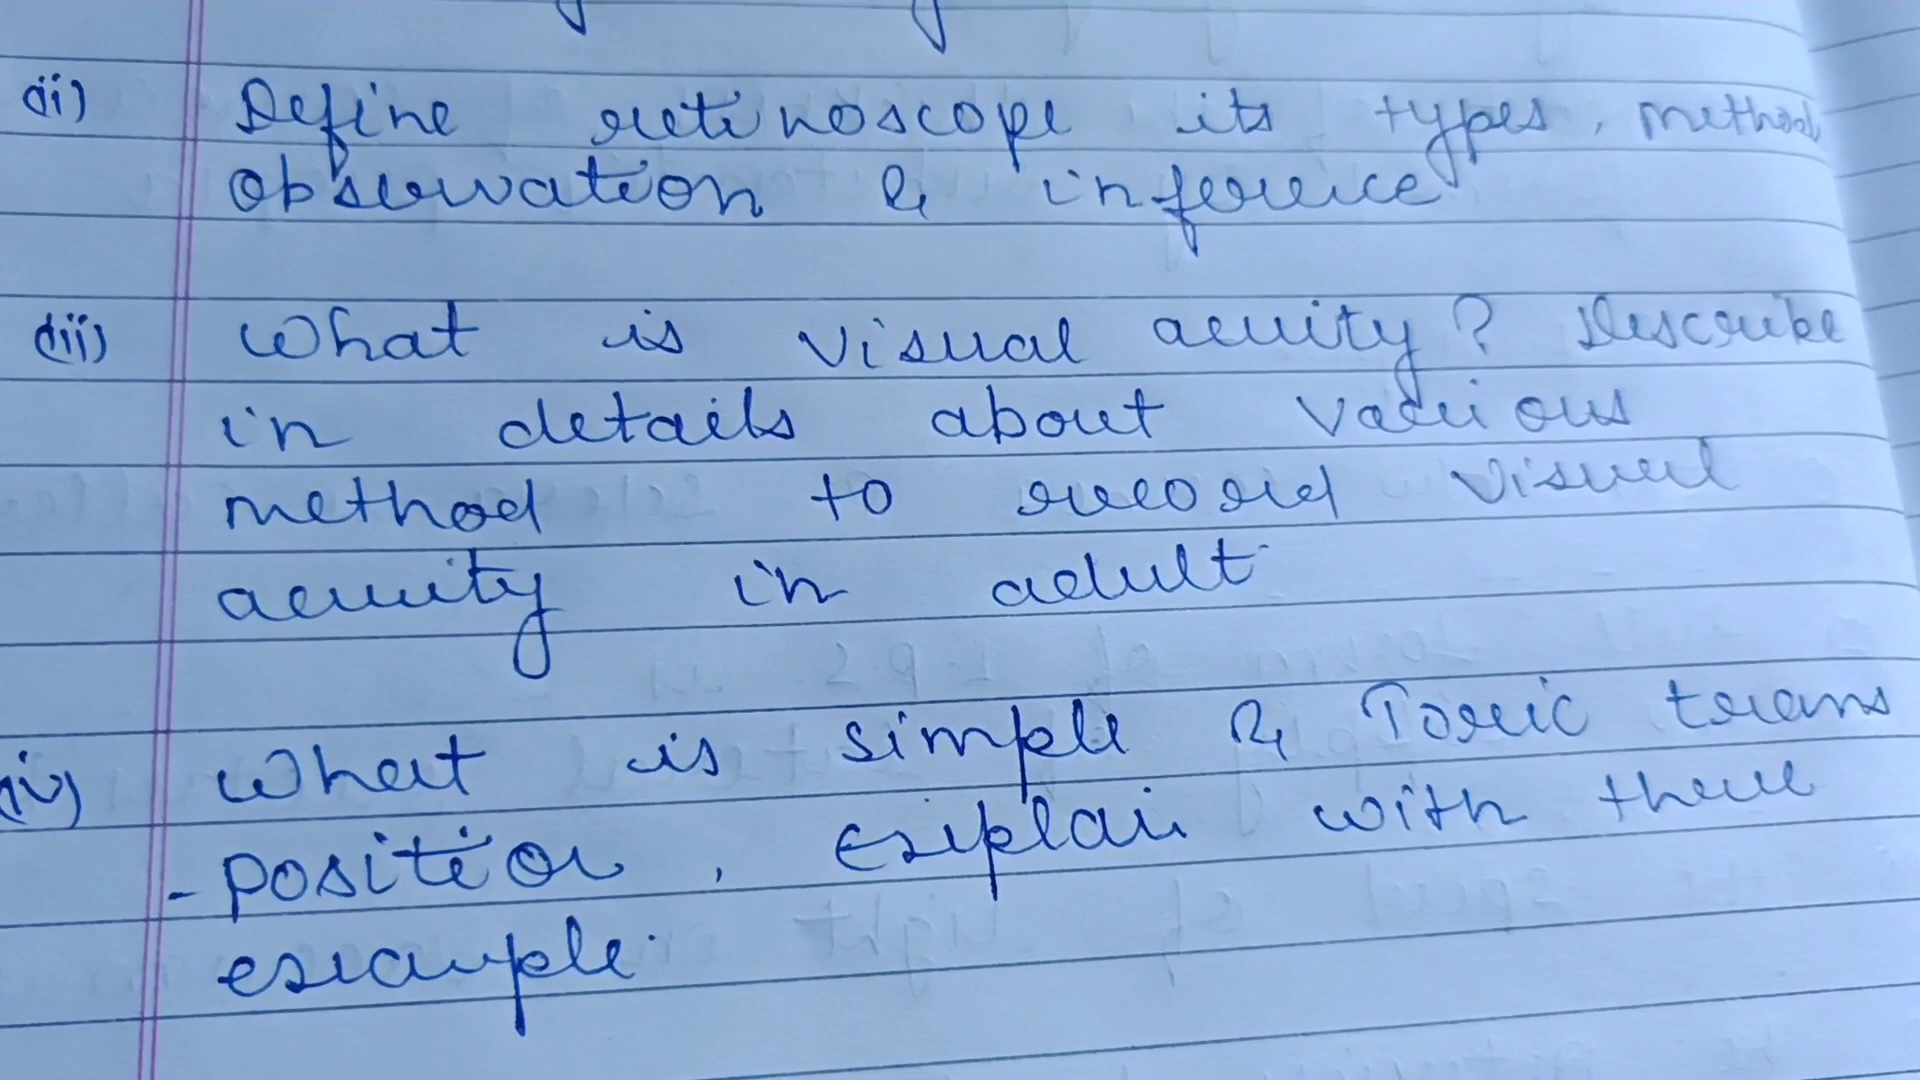 (ii) Define retinoscope its types, method
observation & inference
(iii) What is visual acuity? Describe
in details about various
method to record visual
acuity in adult
(iv) What is simple & Toric trans
-position, explai with there
example.